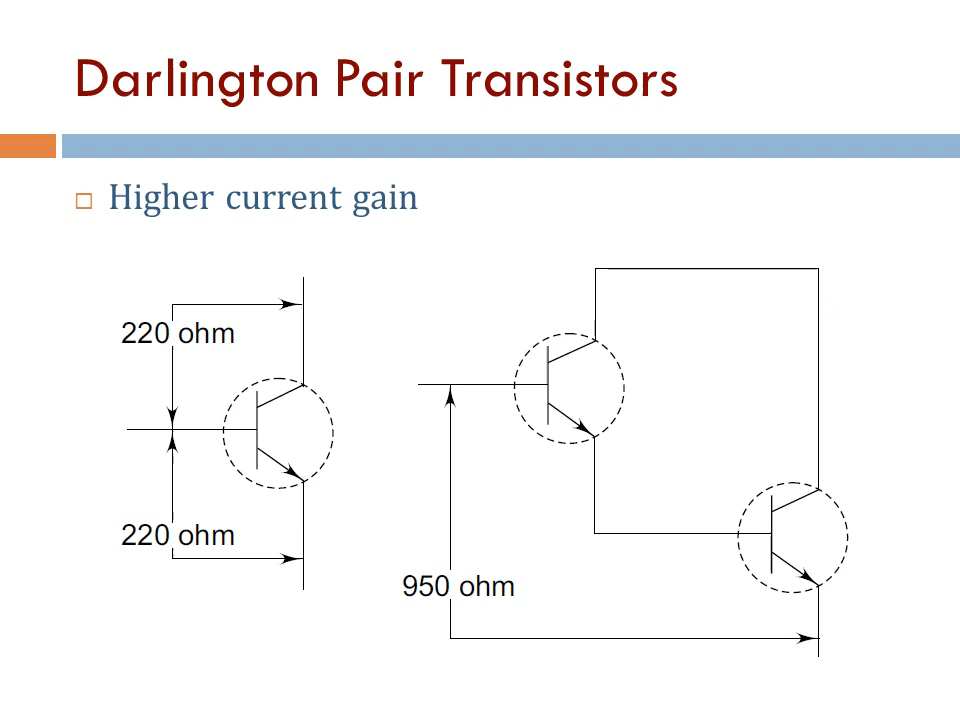 Darlington Pair Transistors
Higher current gain
220 ohm
220 ohm
950 ohm